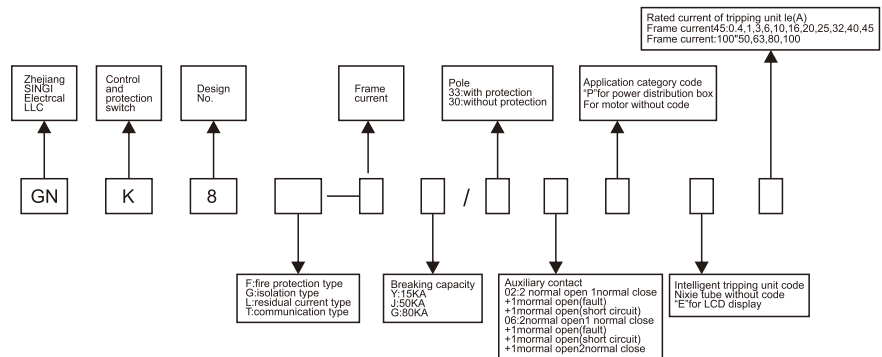 Rated current of tripping unit le(A)
Frame current45:0.4,1,3,6,10,16,20,25,32,40,45
Frame current:100"50,63,80,100
Zhejiang
SINGI
Electrcal
LLC
Control
and
protection
switch
Design
No.
Frame
current
Pole
33:with protection
30:without protection
Application category code
“P”for power distribution box
For motor without code
GN
K
8
/
F:fire protection type
G:isolation type
L:residual current type
T:communication type
Breaking capacity
Y:15KA
J:50KA
G:80KA
Auxiliary contact
02:2 normal open 1normal close
+1mormal open(fault)
+1mormal open(short circuit)
06:2normal open1 normal close
+1mormal open(fault)
+1mormal open(short circuit)
+1mormal open2normal close
Intelligent tripping unit code
Nixie tube without code
“E”for LCD display